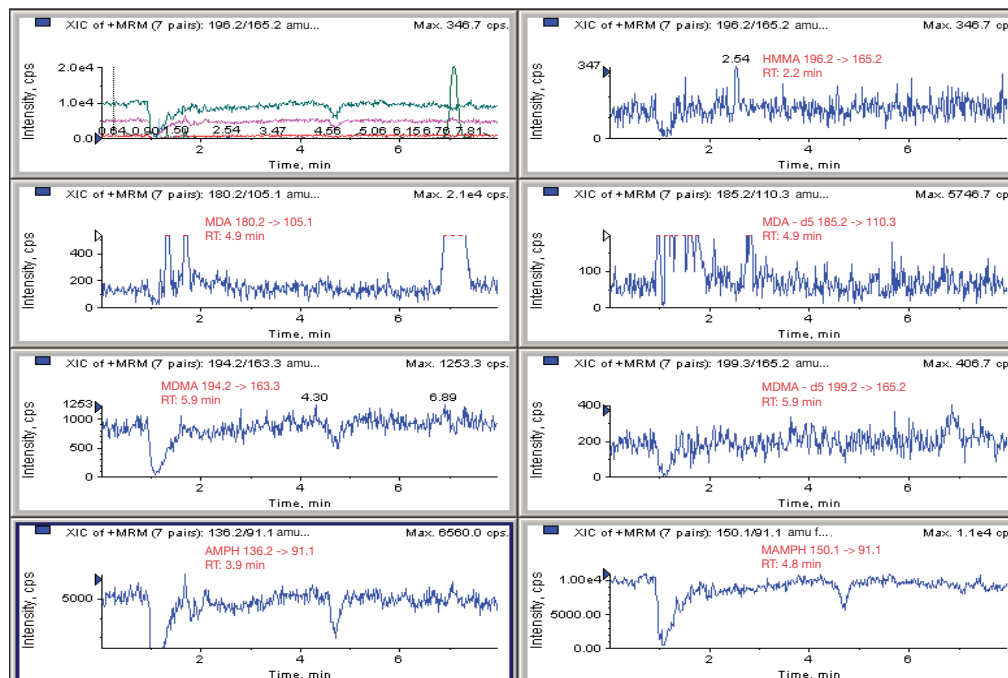 XIC of +MRM (7 pairs): 196.2/165.2 amu... Max. 346.7 cps.
Intensity, cps
2.0e4
1.0e4
0.0
0.64 0.90 1.50 2.54 3.47 4.56 5.06 6.15 6.76 7.81
2 4 6
Time, min
XIC of +MRM (7 pairs): 196.2/165.2 amu... Max. 346.7 cp
HMMA 196.2 -> 165.2
RT: 2.2 min
2.54
Intensity, cps
347
0
2 4 6
Time, min
XIC of +MRM (7 pairs): 180.2/105.1 amu... Max. 2.1e4 cps.
MDA 180.2 -> 105.1
RT: 4.9 min
Intensity, cps
400
200
0
2 4 6
Time, min
XIC of +MRM (7 pairs): 185.2/110.3 amu... Max. 5746.7 cp
MDA - d5 185.2 -> 110.3
RT: 4.9 min
Intensity, cps
100
0
2 4 6
Time, min
XIC of +MRM (7 pairs): 194.2/163.3 amu... Max. 1253.3 cps.
MDMA 194.2 -> 163.3
RT: 5.9 min
4.30 6.89
Intensity, cps
1253
1000
500
0
2 4 6
Time, min
XIC of +MRM (7 pairs): 199.3/165.2 amu... Max. 406.7 cp
MDMA - d5 199.2 -> 165.2
RT: 5.9 min
Intensity, cps
400
200
0
2 4 6
Time, min
XIC of +MRM (7 pairs): 136.2/91.1 amu... Max. 6560.0 cps.
AMPH 136.2 -> 91.1
RT: 3.9 min
Intensity, cps
5000
2 4 6
Time, min
XIC of +MRM (7 pairs): 150.1/91.1 amu f... Max. 1.1e4 cp
MAMPH 150.1 -> 91.1
RT: 4.8 min
Intensity, cps
1.00e4
5000.00
0.00
2 4 6
Time, min